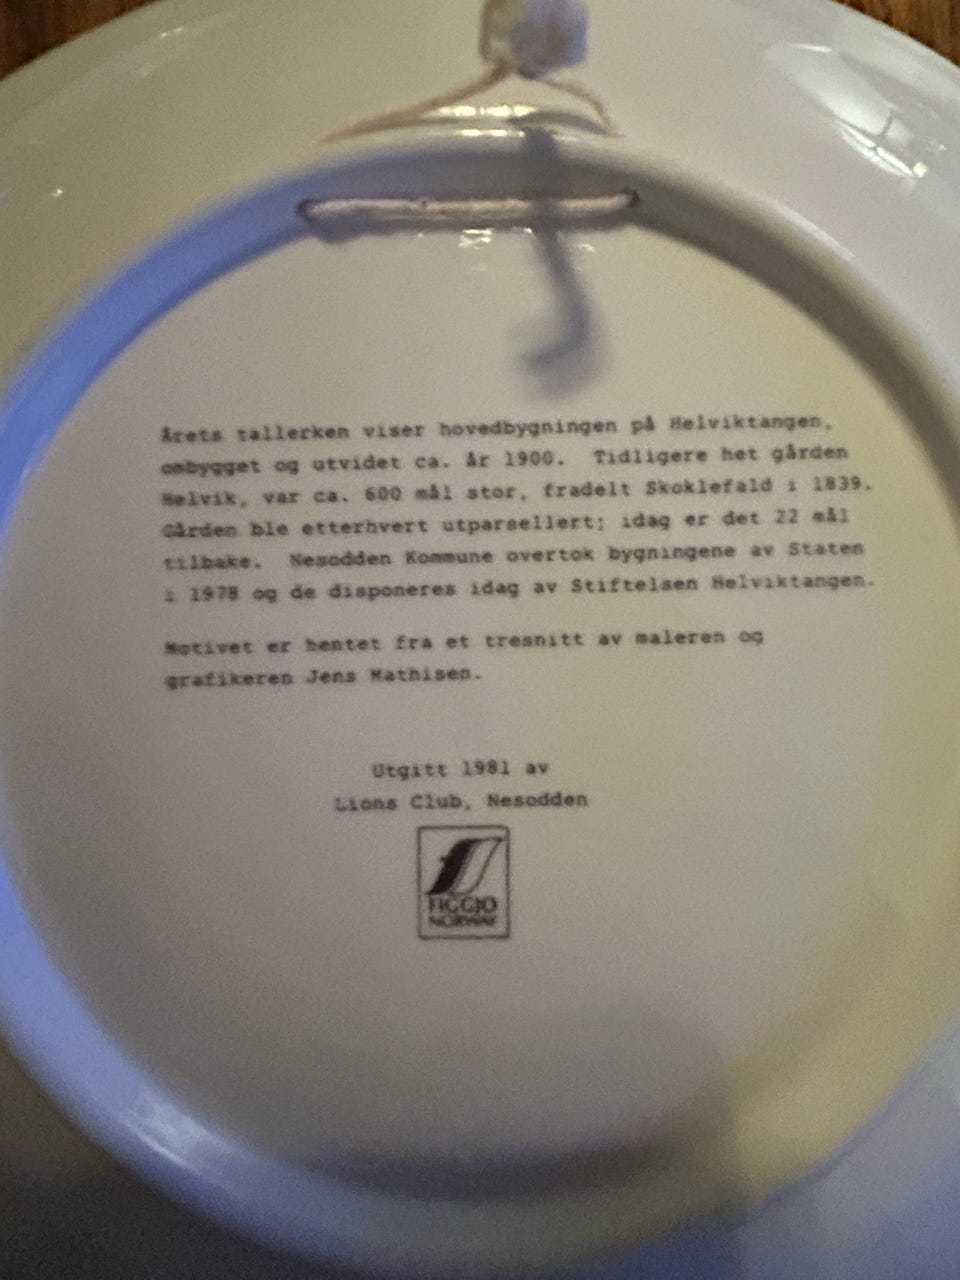 Årets tallerken viser hovedbygningen på Helviktangen,
ombygget og utvidet ca. år 1900. Tidligere het gården
Helvik, var ca. 600 mål stor, fradelt Skoklefald i 1839.
Gården ble etterhvert utparsellert; idag er det 22 mål
tilbake. Nesodden Kommune overtok bygningene av Staten
i 1978 og de disponeres idag av Stiftelsen Helviktangen.
Motivet er hentet fra et tresnitt av maleren og
grafikeren Jens Mathisen.
Utgitt 1981 av
Lions Club, Nesodden
FIGGJO
NORWAY